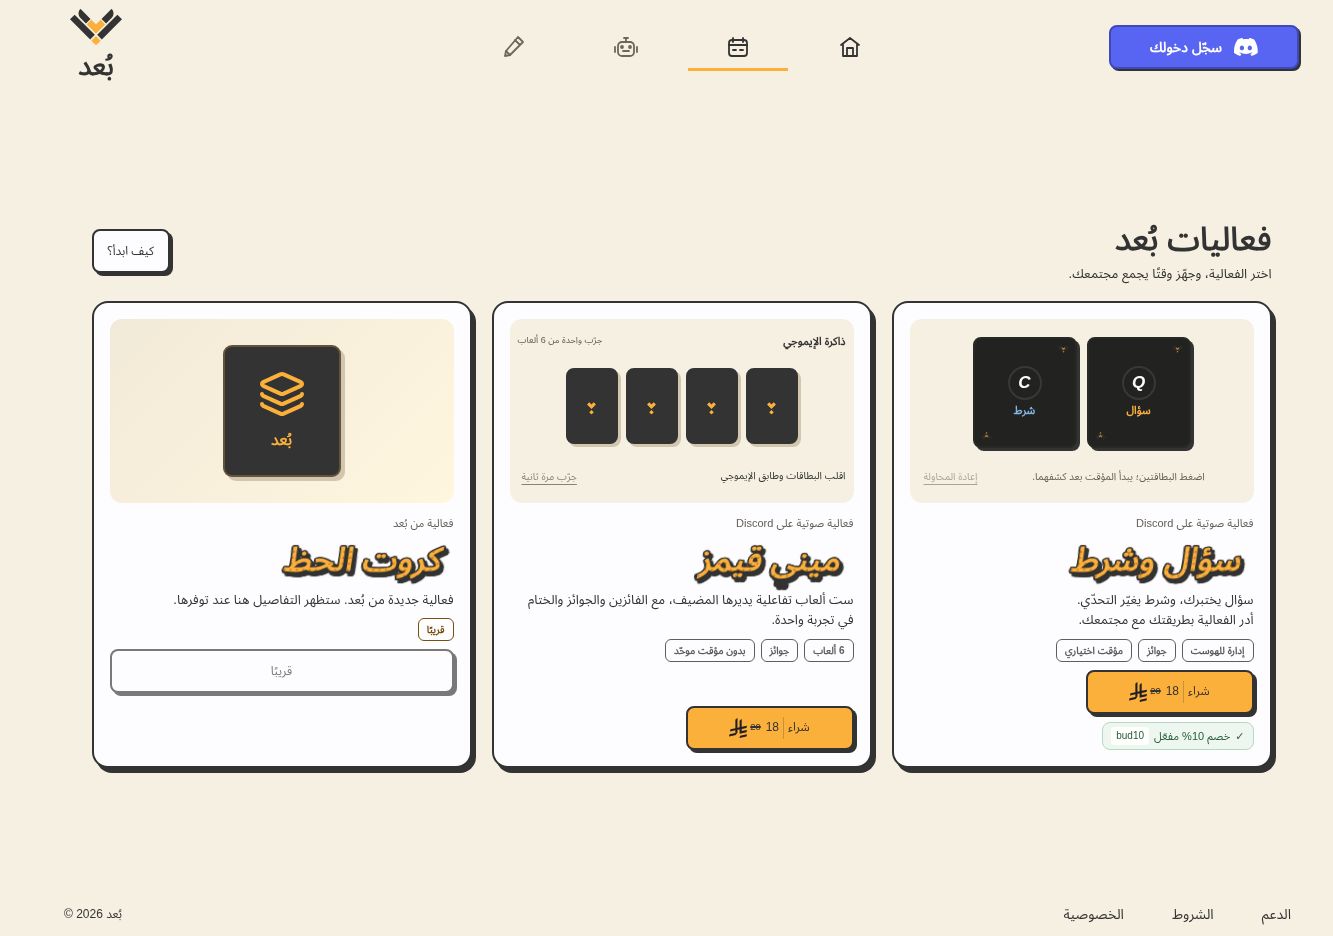 سجّل دخولك
بُعد
فعاليات بُعد
اختر الفعالية، وجهّز وقتًا يجمع مجتمعك.
كيف ابدأ؟
Q
سؤال
C
شرط
اضغط البطاقتين؛ يبدأ المؤقت بعد كشفهما.
إعادة المحاولة
فعالية صوتية على Discord
سؤال وشرط
سؤال يختبرك، وشرط يغيّر التحدّي.
أدر الفعالية بطريقتك مع مجتمعك.
إدارة للهوست
جوائز
مؤقت اختياري
شراء 18 20
✓ خصم 10% مفعّل bud10
ذاكرة الإيموجي
جرّب واحدة من 6 ألعاب
اقلب البطاقات وطابق الإيموجي
جرّب مرة ثانية
فعالية صوتية على Discord
ميني قيمز
ست ألعاب تفاعلية يديرها المضيف، مع الفائزين والجوائز والختام
في تجربة واحدة.
6 ألعاب
جوائز
بدون مؤقت موحّد
شراء 18 20
بُعد
فعالية من بُعد
كروت الحظ
فعالية جديدة من بُعد. ستظهر التفاصيل هنا عند توفرها.
قريبًا
قريبًا
الدعم
الشروط
الخصوصية
© 2026 بُعد